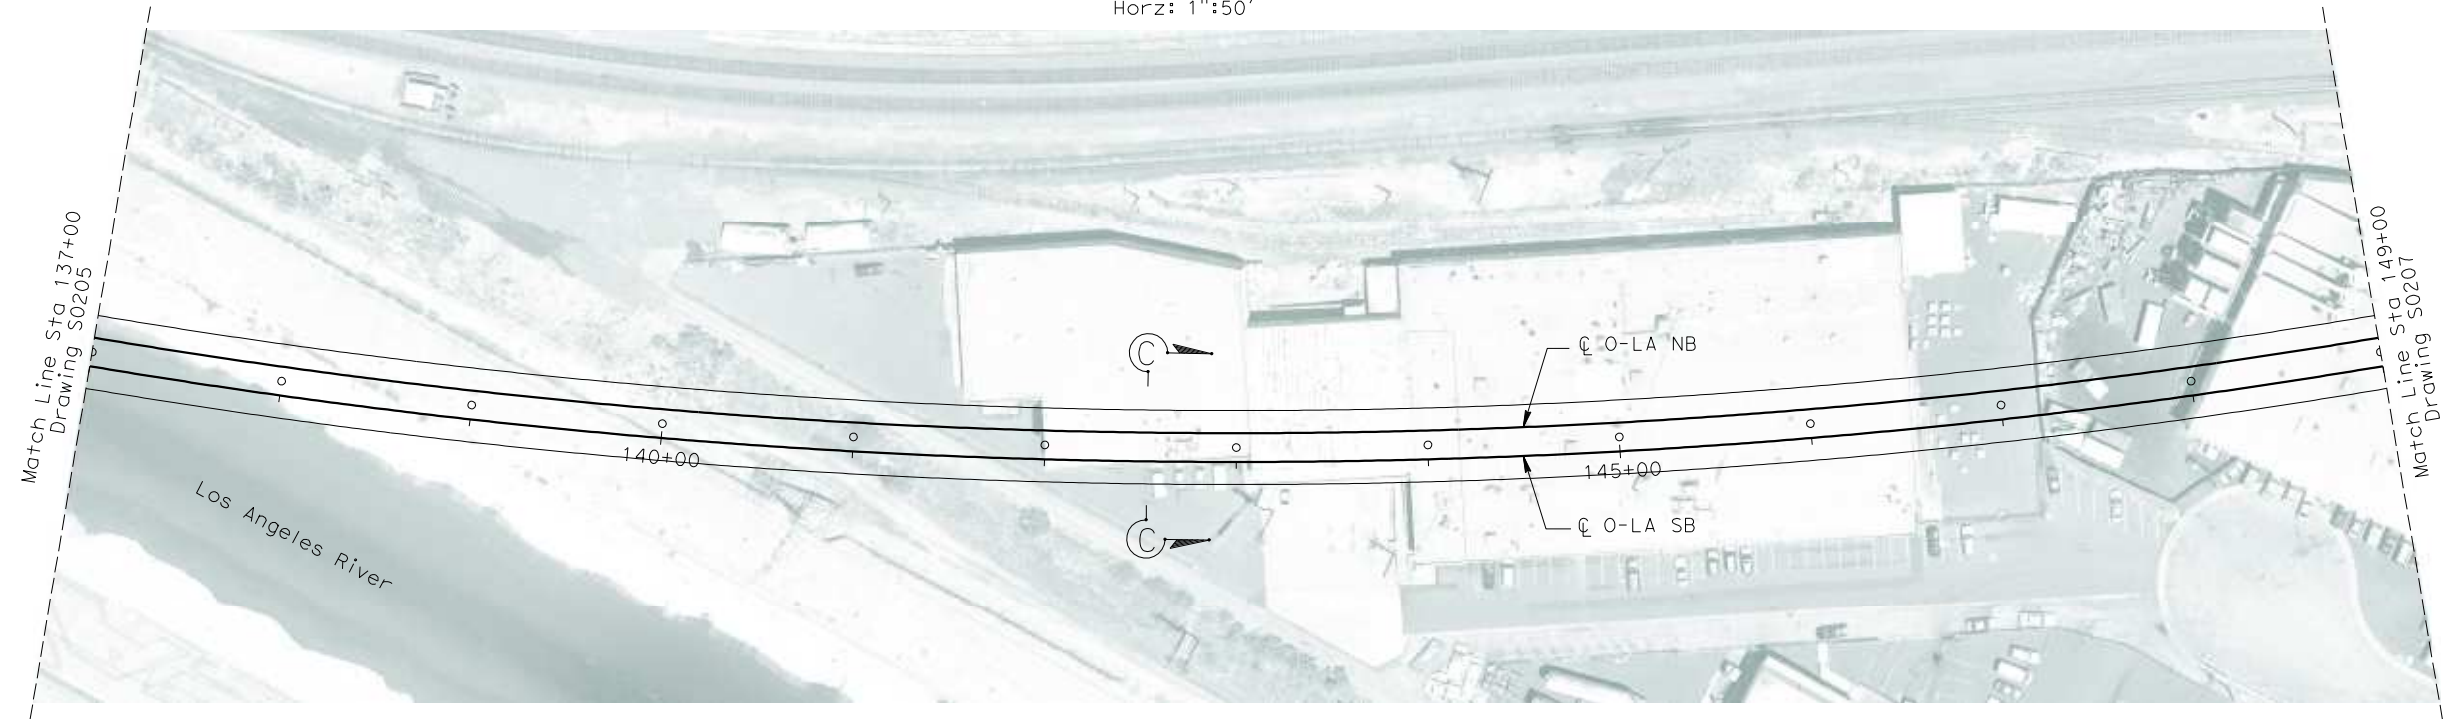 Horz: 1":50'
Match Line Sta 137+00
Drawing S0205
Los Angeles River
140+00
C
C
℄ O-LA NB
℄ O-LA SB
145+00
Match Line Sta 149+00
Drawing S0207